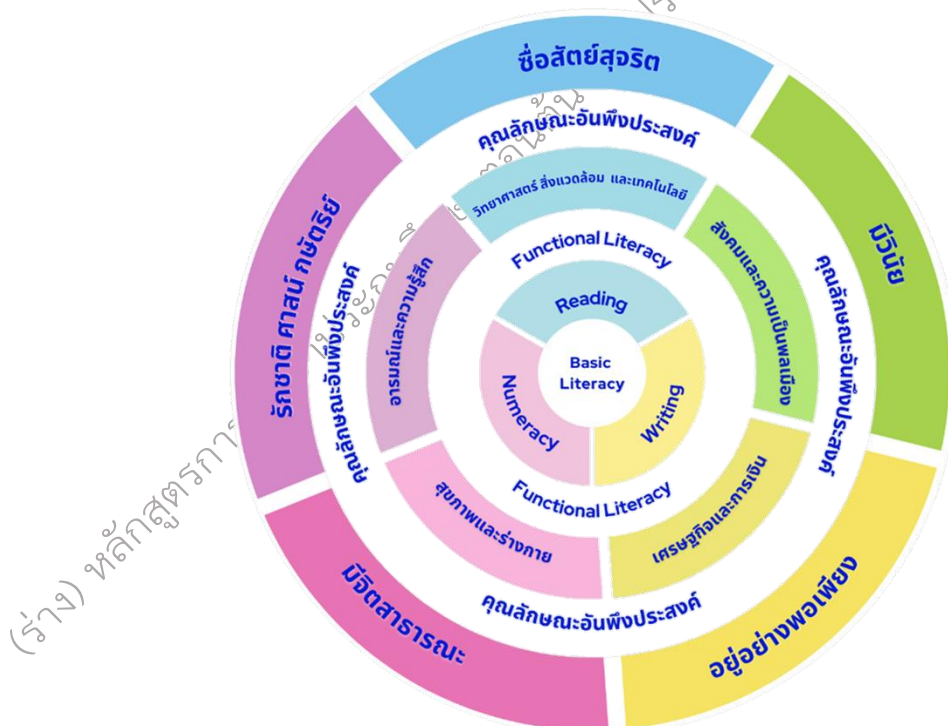 ซื่อสัตย์สุจริต
มีวินัย
อยู่อย่างพอเพียง
มีจิตสาธารณะ
รักชาติ ศาสน์ กษัตริย์
คุณลักษณะอันพึงประสงค์
คุณลักษณะอันพึงประสงค์
คุณลักษณะอันพึงประสงค์
คุณลักษณะอันพึงประสงค์
วิทยาศาสตร์ สิ่งแวดล้อม และเทคโนโลยี
สังคมและความเป็นพลเมือง
เศรษฐกิจและการเงิน
สุขภาพและร่างกาย
อารมณ์และความรู้สึก
Functional Literacy
Functional Literacy
Reading
Writing
Numeracy
Basic
Literacy
(ร่าง) หลักสูตรการ